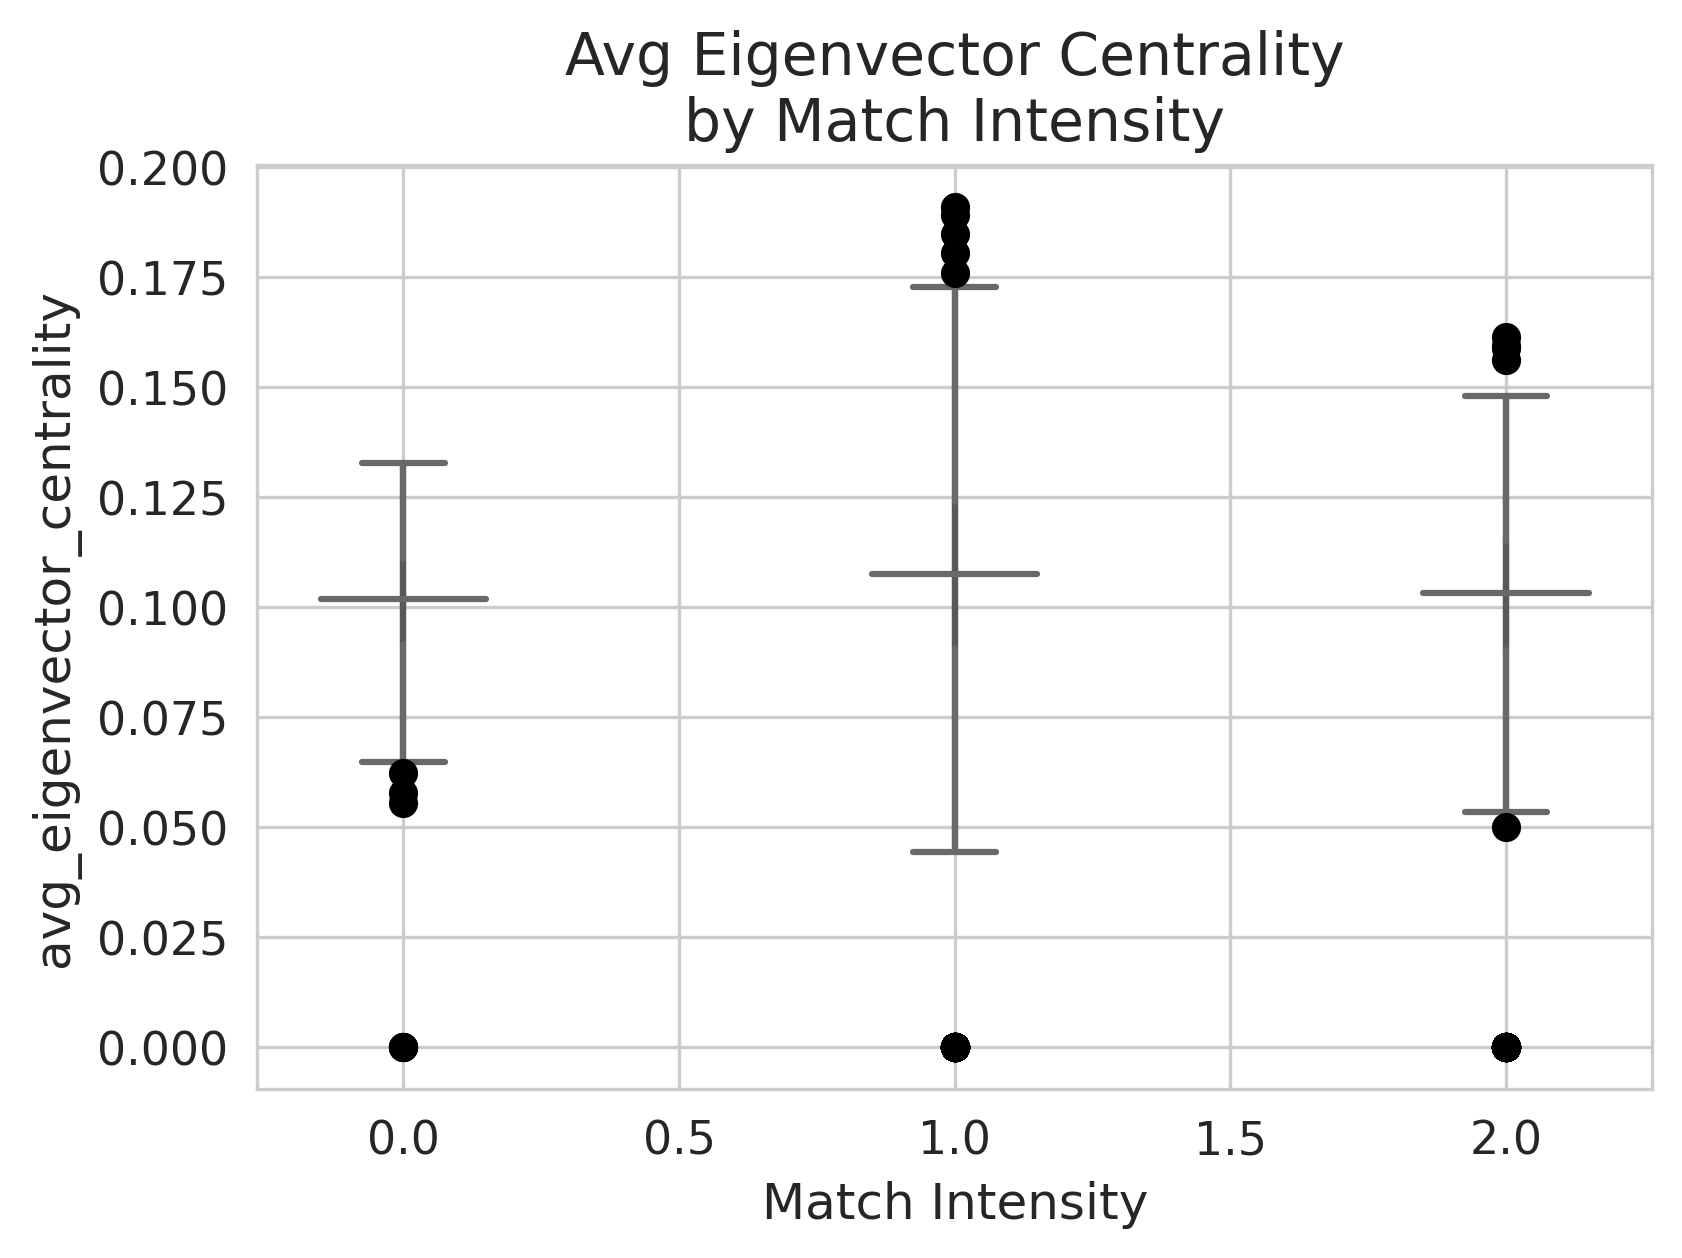 Avg Eigenvector Centrality
by Match Intensity
avg_eigenvector_centrality
0.200
0.175
0.150
0.125
0.100
0.075
0.050
0.025
0.000
0.0 0.5 1.0 1.5 2.0
Match Intensity